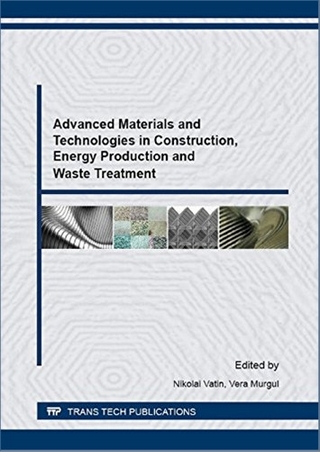 Advanced Materials and
Technologies in Construction,
Energy Production and
Waste Treatment
Edited by
Nikolai Vatin, Vera Murgul
TTP TRANS TECH PUBLICATIONS